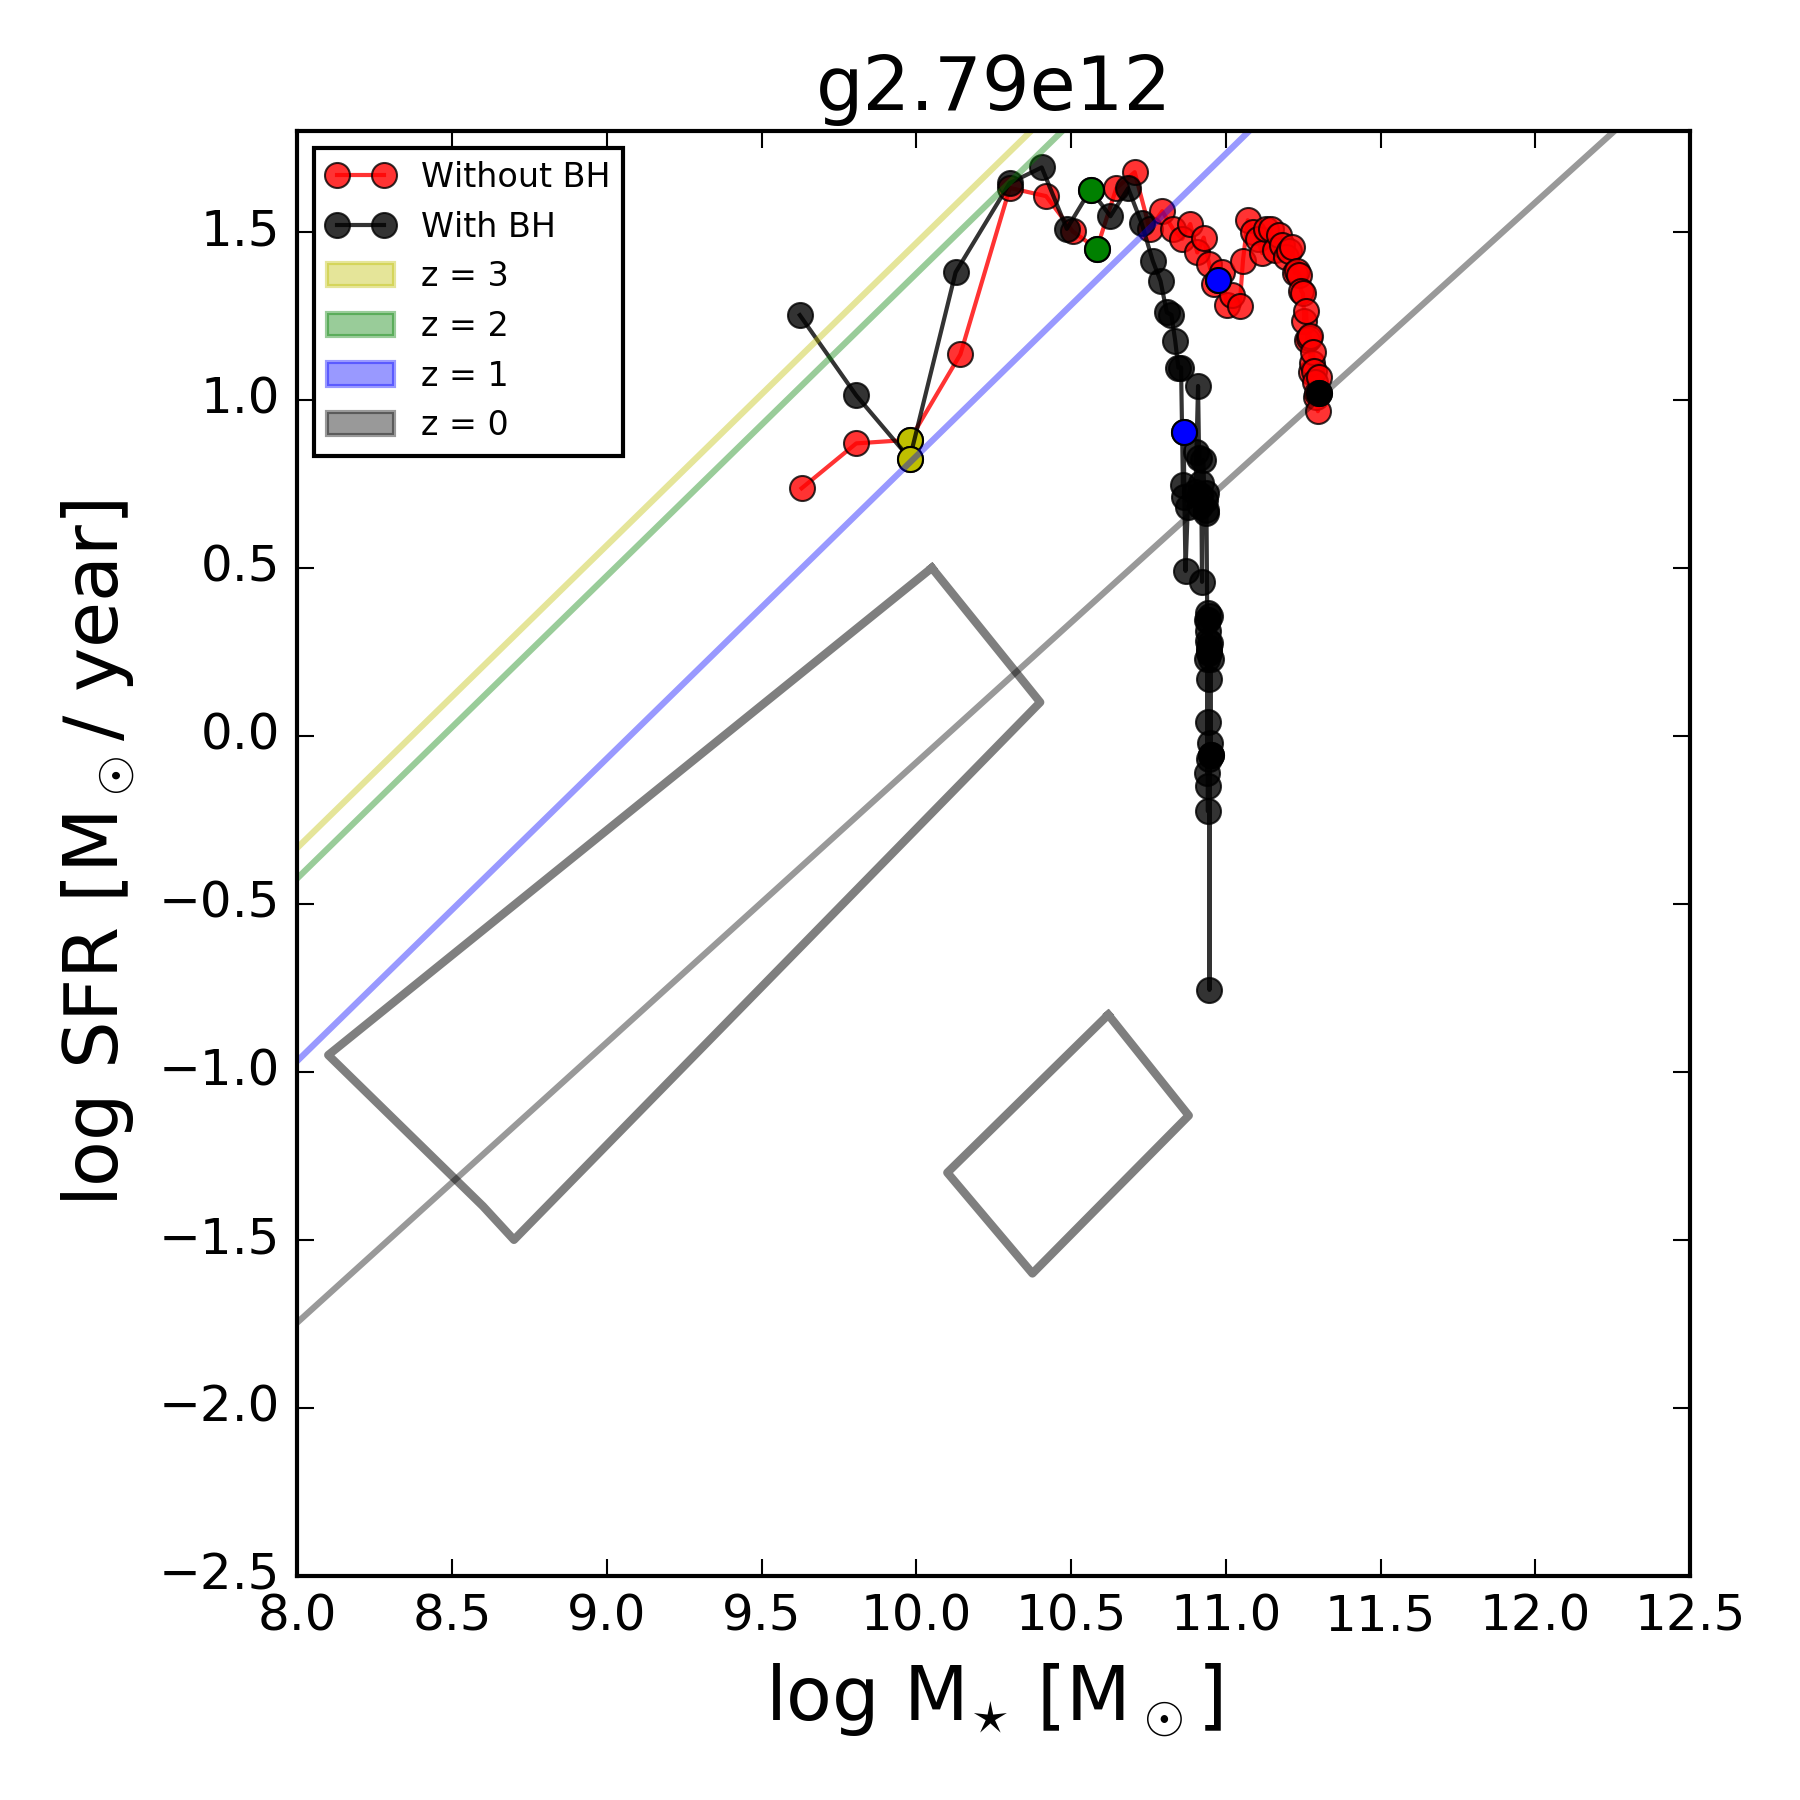 g2.79e12
Without BH
With BH
z = 3
z = 2
z = 1
z = 0
1.5
1.0
0.5
0.0
−0.5
−1.0
−1.5
−2.0
−2.5
log SFR [M⊙/ year]
8.0 8.5 9.0 9.5 10.0 10.5 11.0 11.5 12.0 12.5
log M⋆ [M⊙]